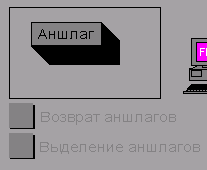 Аншлаг
Возврат аншлагов
Выделение аншлагов